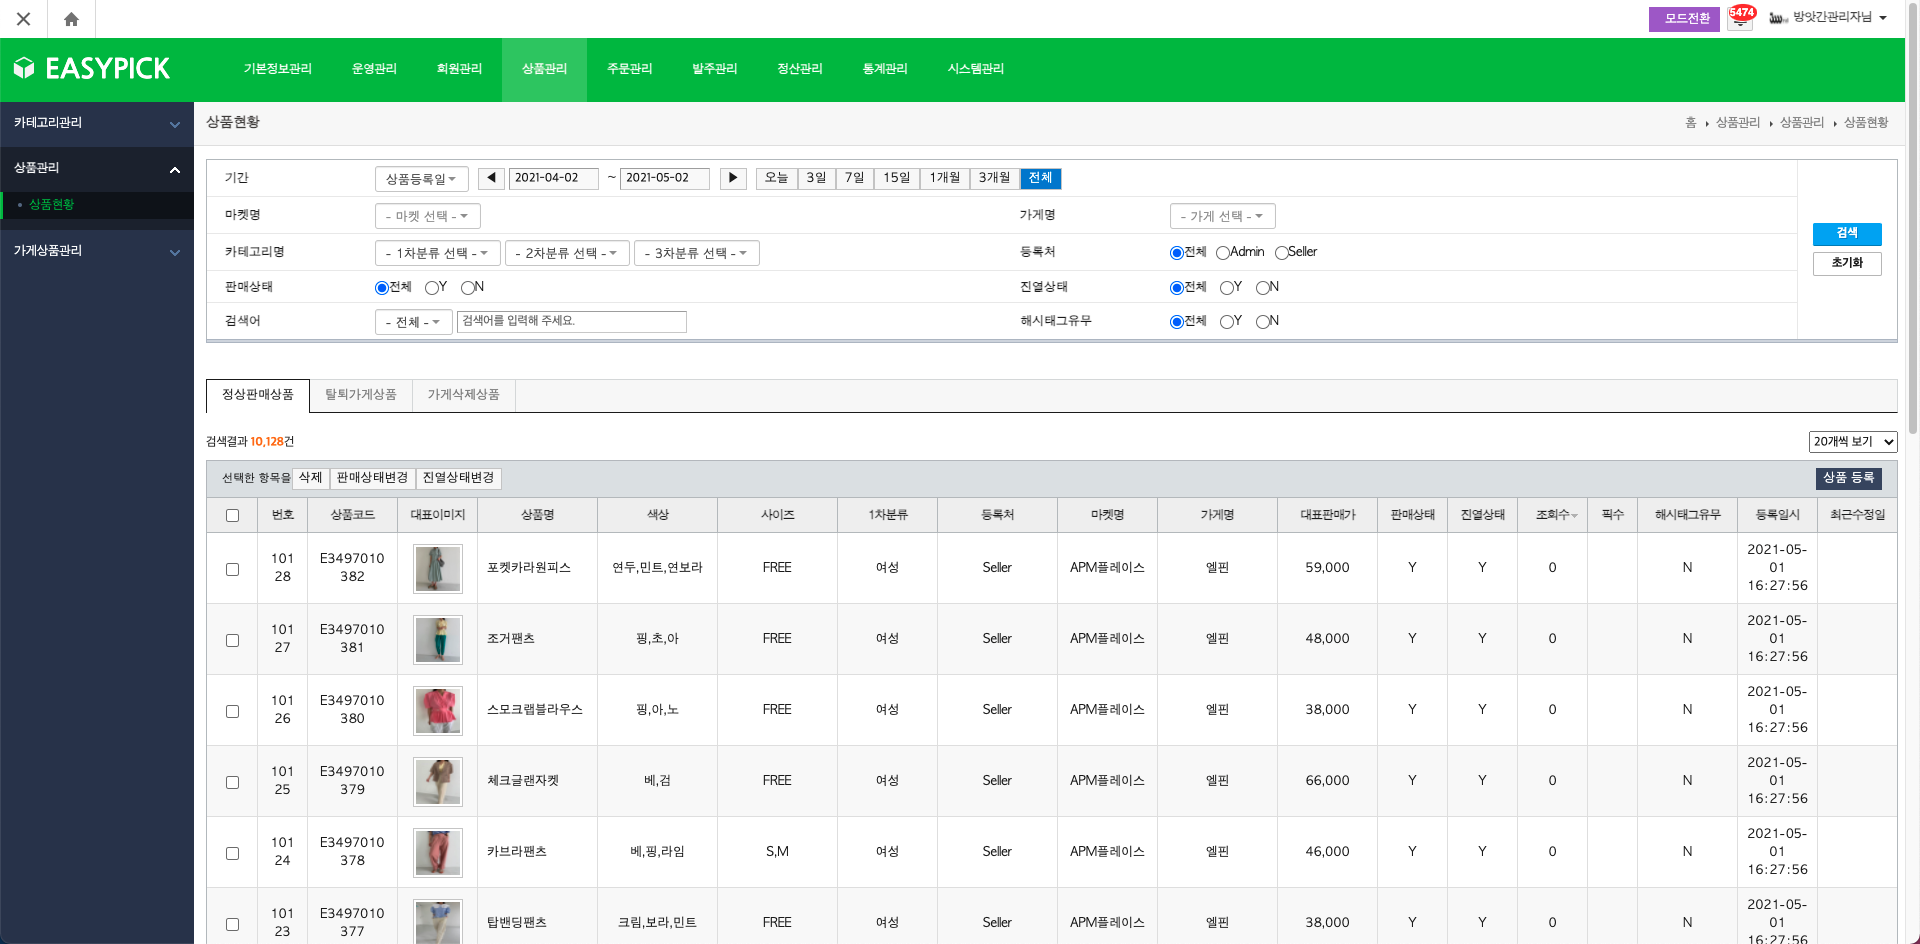 모드전환 5474 방앗간관리자님
EASYPICK 기본정보관리 운영관리 회원관리 상품관리 주문관리 발주관리 정산관리 통계관리 시스템관리
카테고리관리
상품관리
상품현황
가게상품관리
상품현황 홈 상품관리 상품관리 상품현황
기간 상품등록일 ◀ 2021-04-02 ~ 2021-05-02 ▶ 오늘 3일 7일 15일 1개월 3개월 전체
마켓명 - 마켓 선택 - 가게명 - 가게 선택 -
카테고리명 - 1차분류 선택 - - 2차분류 선택 - - 3차분류 선택 - 등록처 전체 Admin Seller
판매상태 전체 Y N 진열상태 전체 Y N
검색어 - 전체 - 검색어를 입력해 주세요. 해시태그유무 전체 Y N
검색
초기화
정상판매상품 탈퇴가게상품 가게삭제상품
검색결과 10,128건 20개씩 보기
선택한 항목을 삭제 판매상태변경 진열상태변경 상품 등록
번호 상품코드 대표이미지 상품명 색상 사이즈 1차분류 등록처 마켓명 가게명 대표판매가 판매상태 진열상태 조회수 픽수 해시태그유무 등록일시 최근수정일
10128 E3497010382 포켓카라원피스 연두,민트,연보라 FREE 여성 Seller APM플레이스 엘핀 59,000 Y Y 0 N 2021-05-01 16:27:56
10127 E3497010381 조거팬츠 핑,초,아 FREE 여성 Seller APM플레이스 엘핀 48,000 Y Y 0 N 2021-05-01 16:27:56
10126 E3497010380 스모크랩블라우스 핑,아,노 FREE 여성 Seller APM플레이스 엘핀 38,000 Y Y 0 N 2021-05-01 16:27:56
10125 E3497010379 체크글랜자켓 베,검 FREE 여성 Seller APM플레이스 엘핀 66,000 Y Y 0 N 2021-05-01 16:27:56
10124 E3497010378 카브라팬츠 베,핑,라임 S,M 여성 Seller APM플레이스 엘핀 46,000 Y Y 0 N 2021-05-01 16:27:56
10123 E3497010377 탑밴딩팬츠 크림,보라,민트 FREE 여성 Seller APM플레이스 엘핀 38,000 Y Y 0 N 2021-05-01 16:27:56